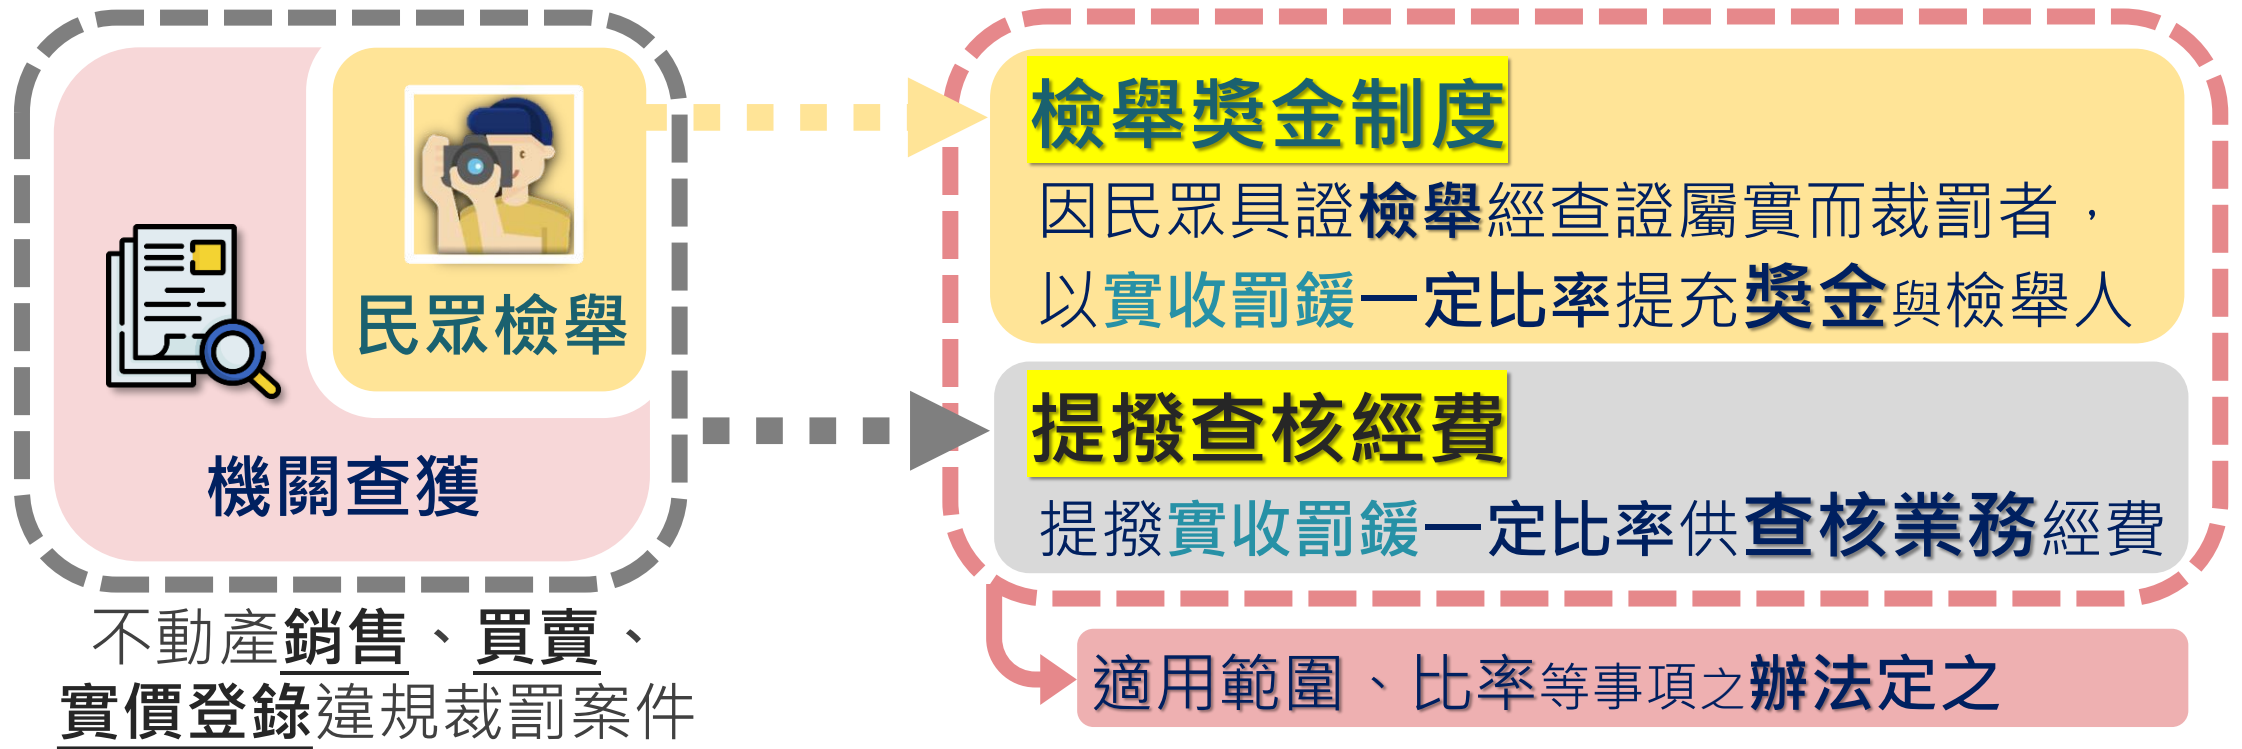 民眾檢舉
機關查獲
不動產銷售、買賣、
實價登錄違規裁罰案件
檢舉獎金制度
因民眾具證檢舉經查證屬實而裁罰者，
以實收罰鍰一定比率提充獎金與檢舉人
提撥查核經費
提撥實收罰鍰一定比率供查核業務經費
適用範圍、比率等事項之辦法定之